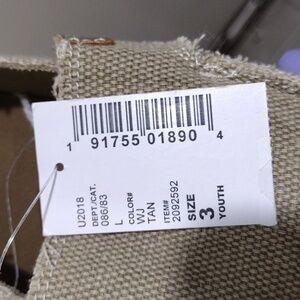 1 91755 01890 4
U2018
DEPT./CAT.
086/83
L
COLOR#
WJ
TAN
ITEM#
2092592
SIZE
3
YOUTH